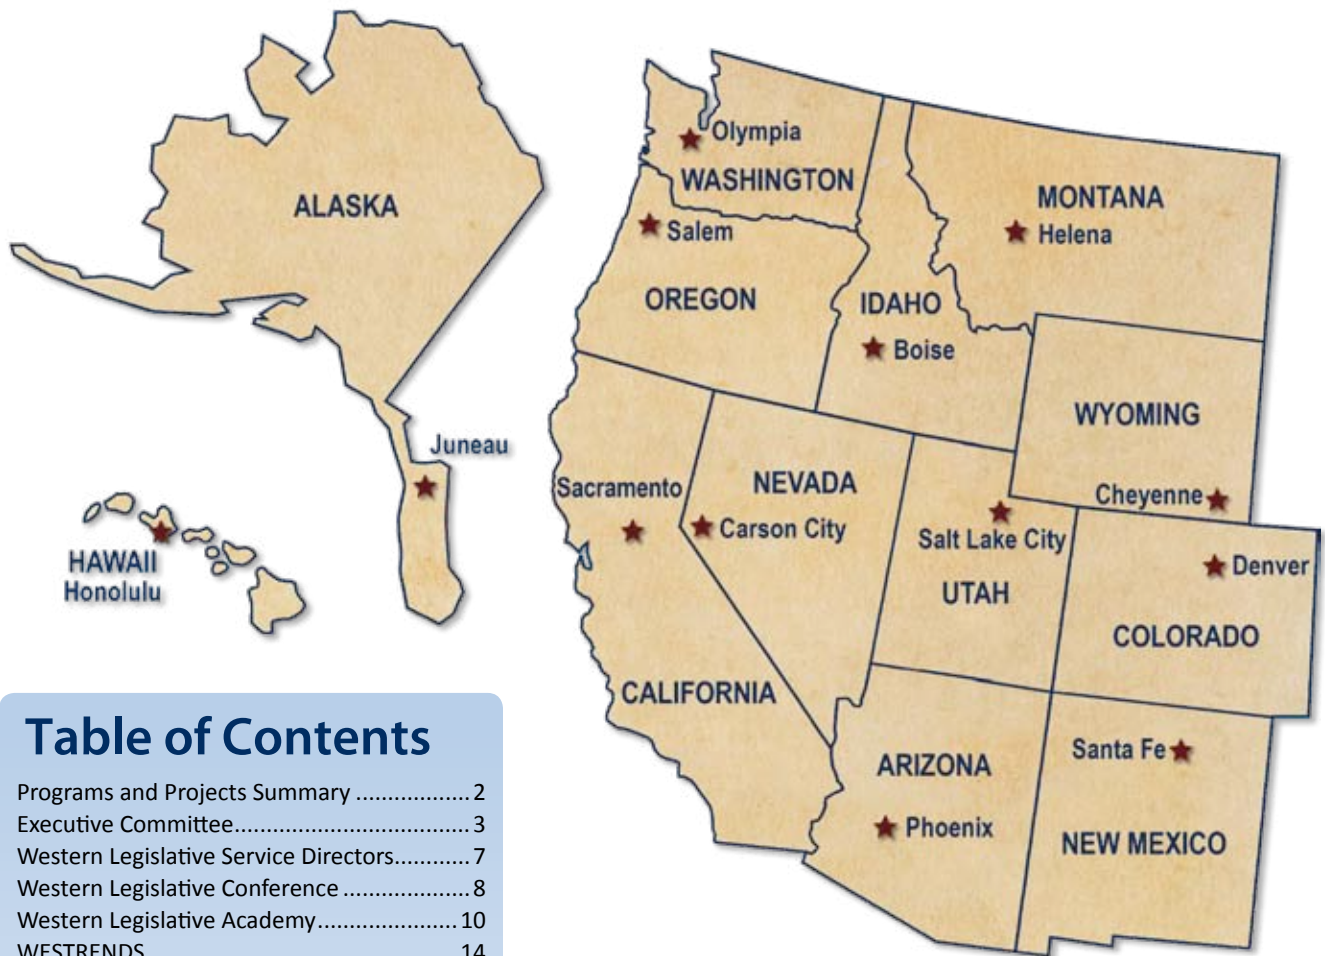 ALASKA
Juneau
HAWAII
Honolulu
Olympia
WASHINGTON
Salem
OREGON
MONTANA
Helena
IDAHO
Boise
WYOMING
Cheyenne
Sacramento
NEVADA
Carson City
Salt Lake City
UTAH
Denver
COLORADO
CALIFORNIA
ARIZONA
Phoenix
Santa Fe
NEW MEXICO
Table of Contents
Programs and Projects Summary ................... 2
Executive Committee...................................... 3
Western Legislative Service Directors............ 7
Western Legislative Conference .................... 8
Western Legislative Academy....................... 10
WESTRENDS 14